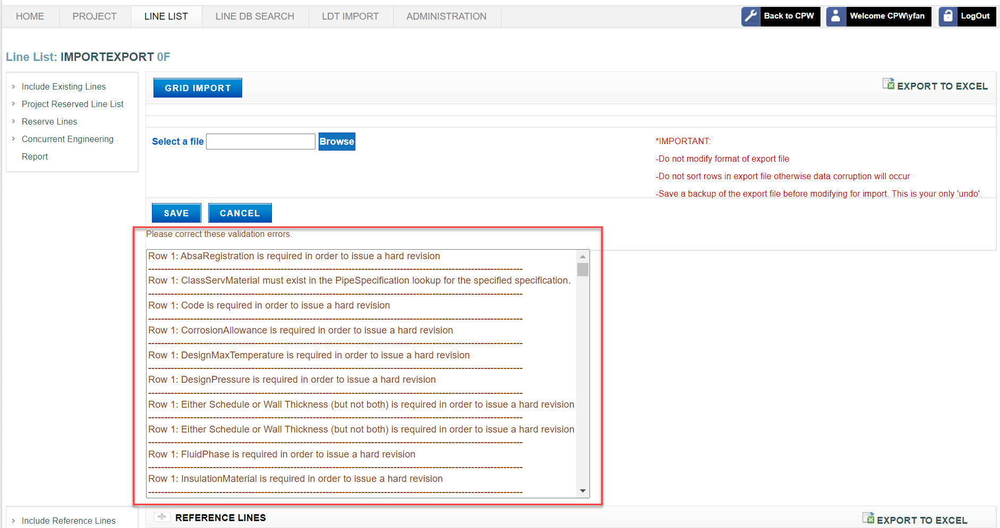 HOME
PROJECT
LINE LIST
LINE DB SEARCH
LDT IMPORT
ADMINISTRATION
Back to CPW
Welcome CPW\yfan
LogOut
Line List: IMPORTEXPORT 0F
Include Existing Lines
Project Reserved Line List
Reserve Lines
Concurrent Engineering
Report
GRID IMPORT
EXPORT TO EXCEL
Select a file
Browse
*IMPORTANT:
-Do not modify format of export file
-Do not sort rows in export file otherwise data corruption will occur
-Save a backup of the export file before modifying for import. This is your only 'undo'.
SAVE
CANCEL
Please correct these validation errors.
Row 1: AbsaRegistration is required in order to issue a hard revision
Row 1: ClassServMaterial must exist in the PipeSpecification lookup for the specified specification.
Row 1: Code is required in order to issue a hard revision
Row 1: CorrosionAllowance is required in order to issue a hard revision
Row 1: DesignMaxTemperature is required in order to issue a hard revision
Row 1: DesignPressure is required in order to issue a hard revision
Row 1: Either Schedule or Wall Thickness (but not both) is required in order to issue a hard revision
Row 1: Either Schedule or Wall Thickness (but not both) is required in order to issue a hard revision
Row 1: FluidPhase is required in order to issue a hard revision
Row 1: InsulationMaterial is required in order to issue a hard revision
Include Reference Lines
REFERENCE LINES
EXPORT TO EXCEL